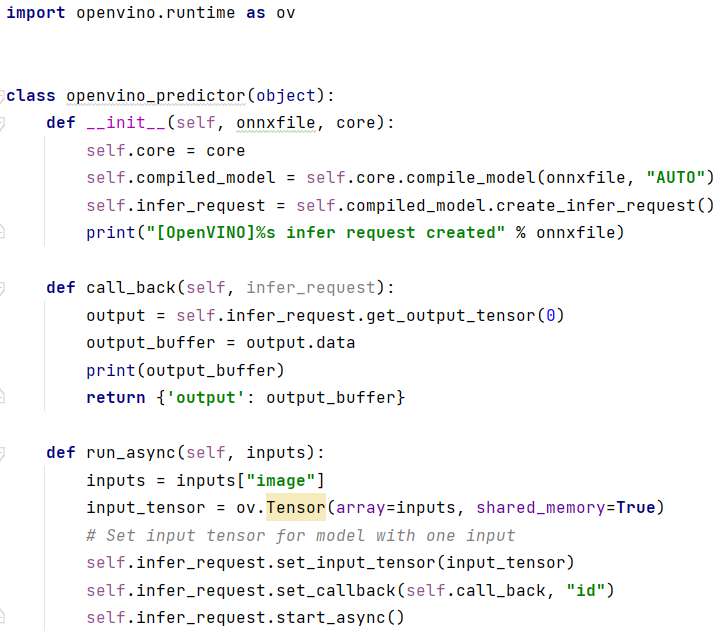 import openvino.runtime as ov
class openvino_predictor(object):
    def __init__(self, onnxfile, core):
        self.core = core
        self.compiled_model = self.core.compile_model(onnxfile, "AUTO")
        self.infer_request = self.compiled_model.create_infer_request()
        print("[OpenVINO]%s infer request created" % onnxfile)
    def call_back(self, infer_request):
        output = self.infer_request.get_output_tensor(0)
        output_buffer = output.data
        print(output_buffer)
        return {'output': output_buffer}
    def run_async(self, inputs):
        inputs = inputs["image"]
        input_tensor = ov.Tensor(array=inputs, shared_memory=True)
        # Set input tensor for model with one input
        self.infer_request.set_input_tensor(input_tensor)
        self.infer_request.set_callback(self.call_back, "id")
        self.infer_request.start_async()